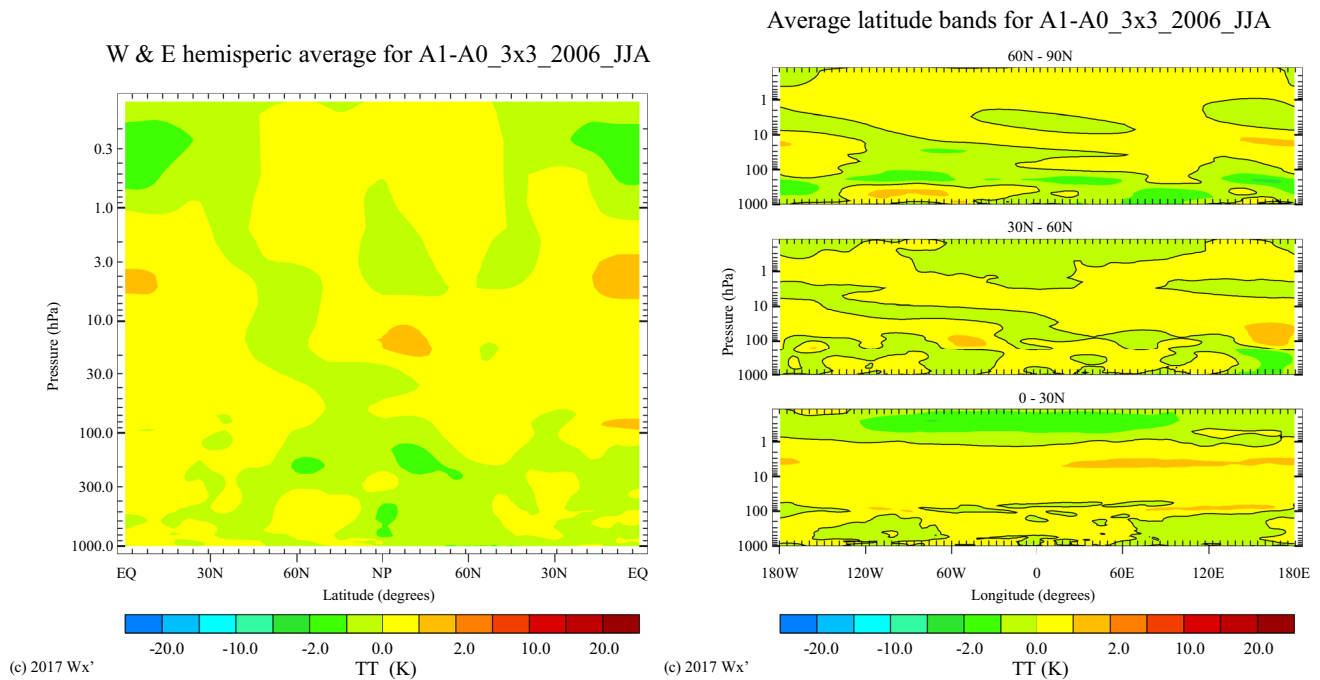 W & E hemisperic average for A1-A0_3x3_2006_JJA
0.3
1.0
3.0
10.0
30.0
100.0
300.0
1000.0
Pressure (hPa)
EQ 30N 60N NP 60N 30N EQ
Latitude (degrees)
-20.0 -10.0 -2.0 0.0 2.0 10.0 20.0
TT (K)
(c) 2017 Wx'
Average latitude bands for A1-A0_3x3_2006_JJA
60N - 90N
1
10
100
1000
30N - 60N
1
10
100
1000
Pressure (hPa)
0 - 30N
1
10
100
1000
180W 120W 60W 0 60E 120E 180E
Longitude (degrees)
-20.0 -10.0 -2.0 0.0 2.0 10.0 20.0
TT (K)
(c) 2017 Wx'